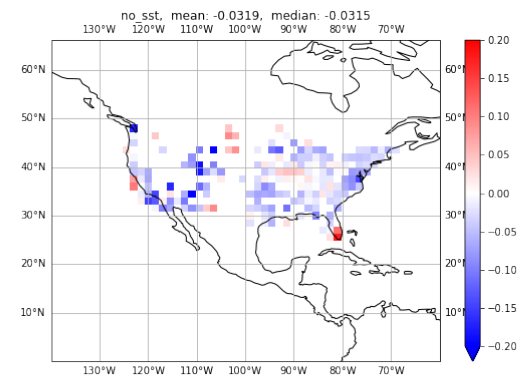 no_sst, mean: -0.0319, median: -0.0315
130°W 120°W 110°W 100°W 90°W 80°W 70°W
60°N 60°N
50°N 50°N
40°N 40°N
30°N 30°N
20°N 20°N
10°N 10°N
130°W 120°W 110°W 100°W 90°W 80°W 70°W
0.20
0.15
0.10
0.05
0.00
−0.05
−0.10
−0.15
−0.20